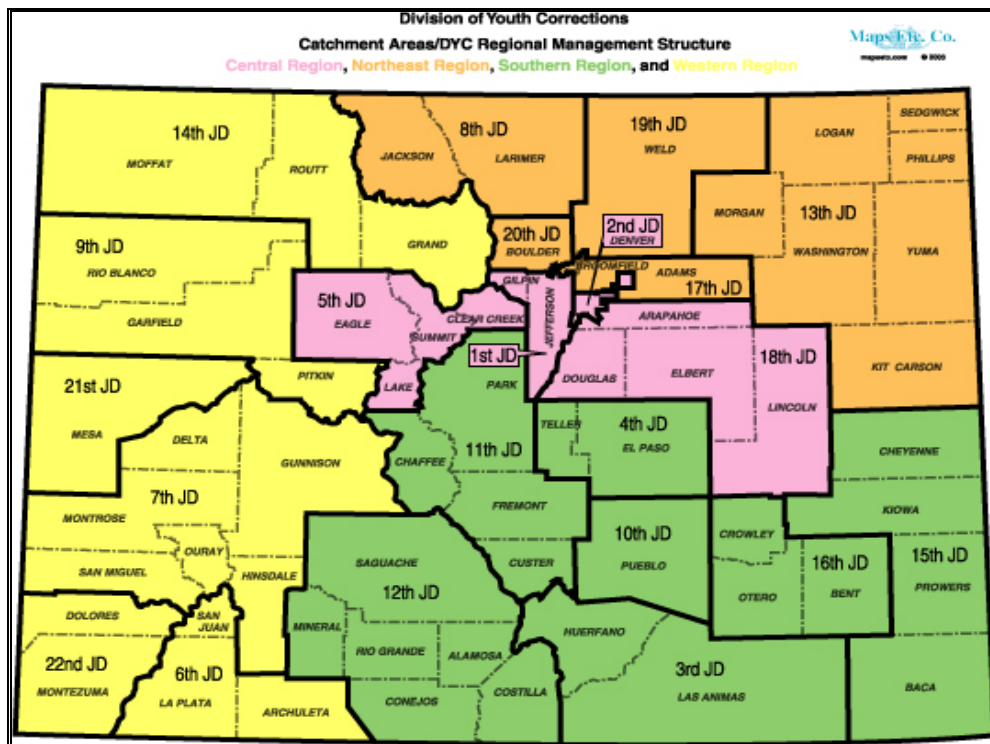 Division of Youth Corrections
Catchment Areas/DYC Regional Management Structure
Central Region, Northeast Region, Southern Region, and Western Region
Maps Etc. Co.
mapsetc.com © 2003
14th JD
MOFFAT
ROUTT
JACKSON
8th JD
LARIMER
19th JD
WELD
LOGAN
SEDGWICK
PHILLIPS
MORGAN
13th JD
WASHINGTON
YUMA
9th JD
RIO BLANCO
GARFIELD
GRAND
20th JD
BOULDER
2nd JD
DENVER
BROOMFIELD
ADAMS
17th JD
5th JD
EAGLE
SUMMIT
CLEAR CREEK
GILPIN
JEFFERSON
ARAPAHOE
1st JD
DOUGLAS
ELBERT
18th JD
LINCOLN
KIT CARSON
21st JD
MESA
PITKIN
LAKE
PARK
DELTA
GUNNISON
CHAFFEE
11th JD
TELLER
4th JD
EL PASO
CHEYENNE
7th JD
MONTROSE
OURAY
SAN MIGUEL
HINSDALE
FREMONT
CUSTER
10th JD
PUEBLO
CROWLEY
KIOWA
SAGUACHE
12th JD
OTERO
16th JD
BENT
15th JD
PROWERS
DOLORES
SAN
JUAN
MINERAL
RIO GRANDE
ALAMOSA
HUERFANO
22nd JD
MONTEZUMA
6th JD
LA PLATA
ARCHULETA
CONEJOS
COSTILLA
3rd JD
LAS ANIMAS
BACA